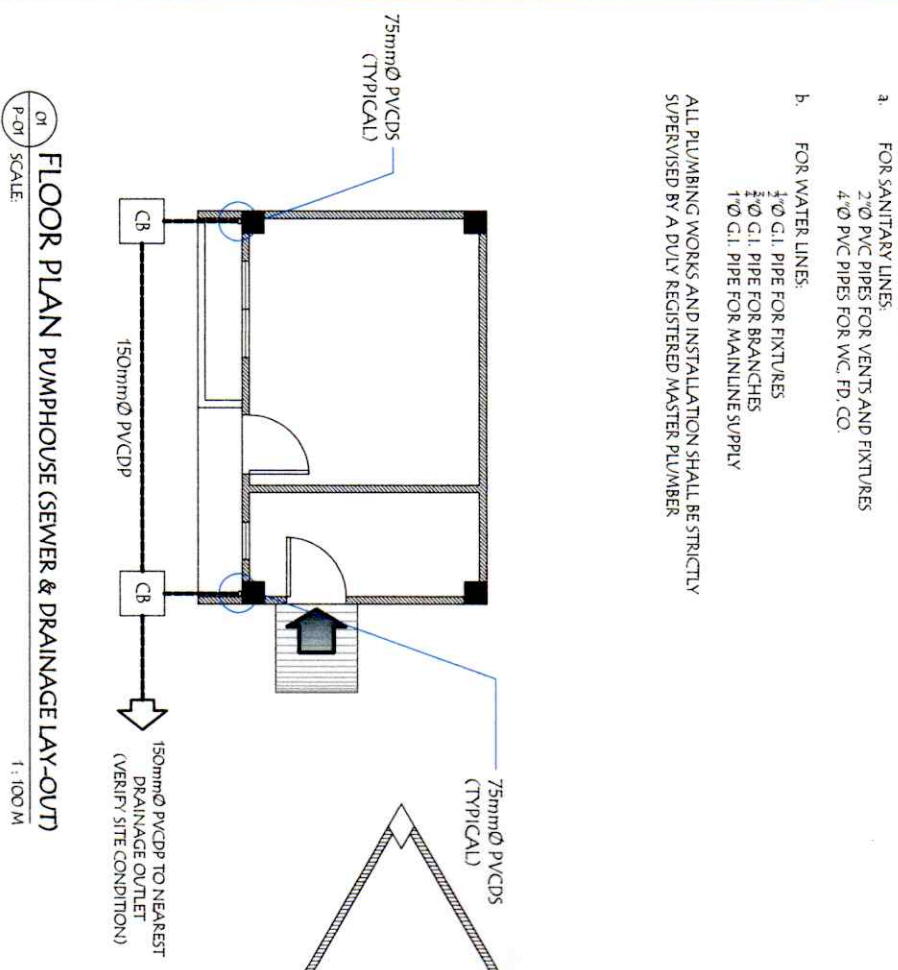 a. FOR SANITARY LINES:
2"Ø PVC PIPES FOR VENTS AND FIXTURES
4"Ø PVC PIPES FOR WC, FD, CO.
b. FOR WATER LINES:
1/2"Ø G.I. PIPE FOR FIXTURES
3/4"Ø G.I. PIPE FOR BRANCHES
1"Ø G.I. PIPE FOR MAINLINE SUPPLY
ALL PLUMBING WORKS AND INSTALLATION SHALL BE STRICTLY
SUPERVISED BY A DULY REGISTERED MASTER PLUMBER
75mmØ PVCDS
(TYPICAL)
75mmØ PVCDS
(TYPICAL)
CB
150mmØ PVCDP
CB
150mmØ PVCDP TO NEAREST
DRAINAGE OUTLET
(VERIFY SITE CONDITION)
01
P-01
FLOOR PLAN PUMPHOUSE (SEWER & DRAINAGE LAY-OUT)
SCALE: 1 : 100 M